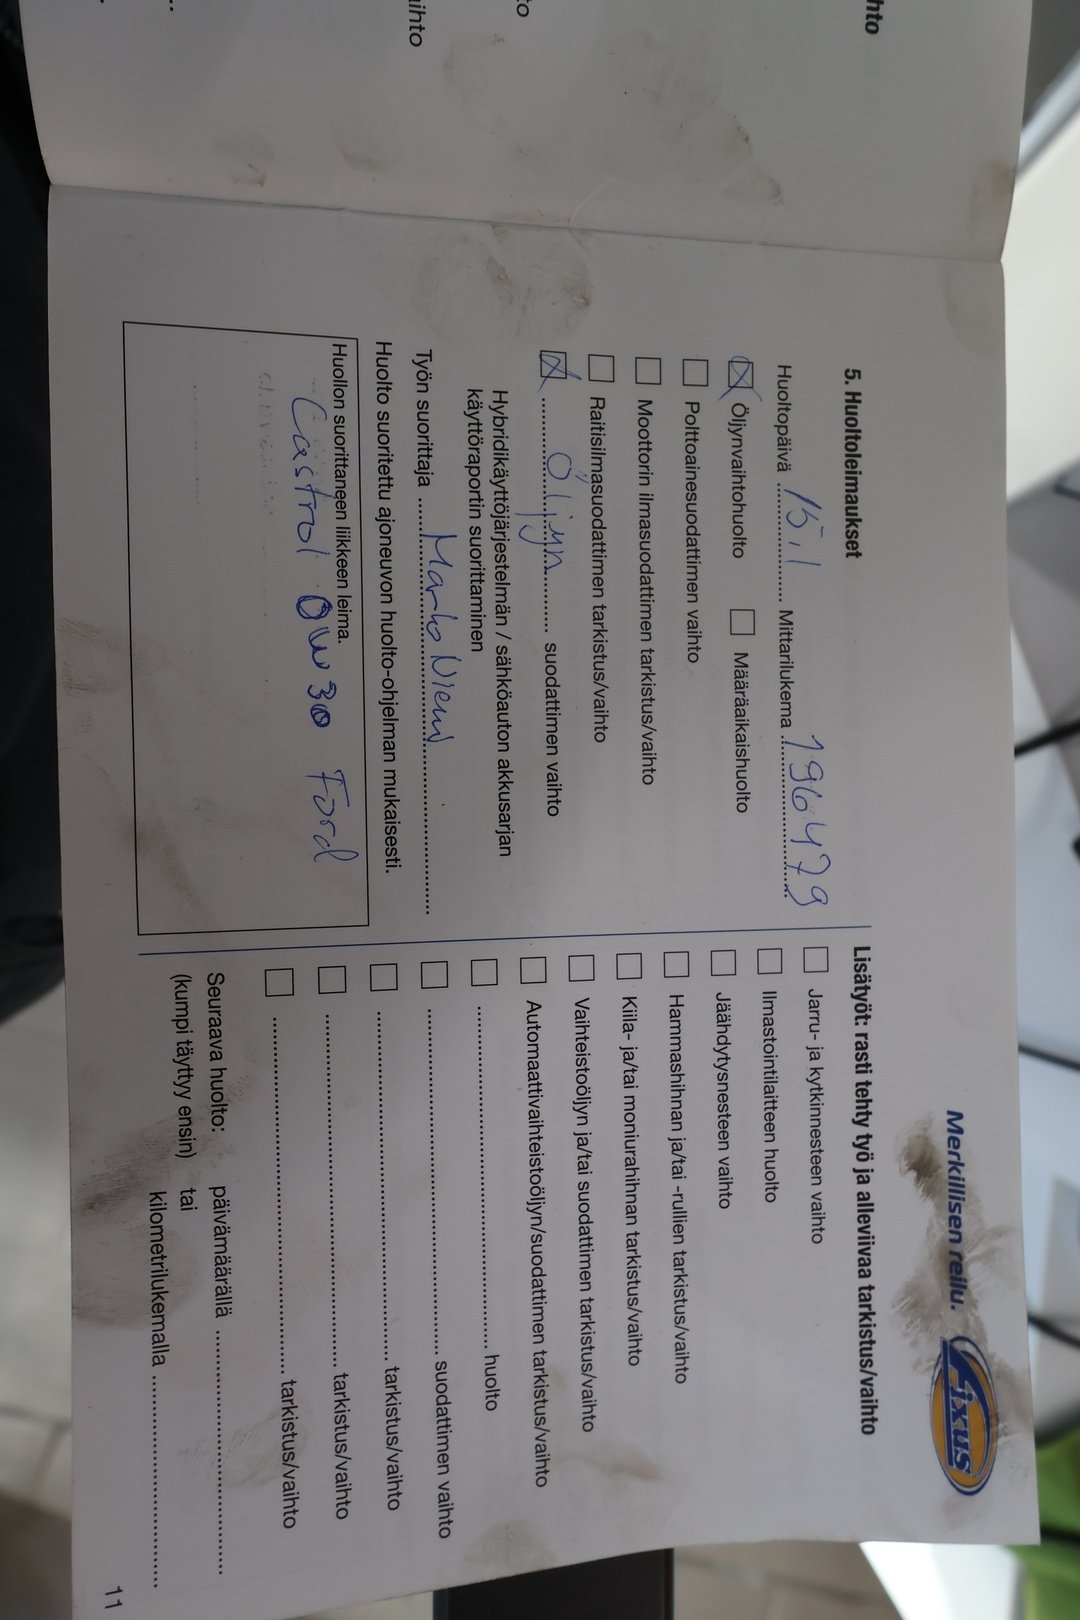 hto
to
ihto
Merkillisen reilu. Fixus
5. Huoltoleimaukset
Huoltopäivä 15.1 Mittarilukema 196479
Öljynvaihtohuolto Määräaikaishuolto
Polttoainesuodattimen vaihto
Moottorin ilmasuodattimen tarkistus/vaihto
Raitisilmasuodattimen tarkistus/vaihto
Öljyn suodattimen vaihto
Hybridikäyttöjärjestelmän / sähköauton akkusarjan
käyttöraportin suorittaminen
Työn suorittaja Marko Niemi
Huolto suoritettu ajoneuvon huolto-ohjelman mukaisesti.
Huollon suorittaneen liikkeen leima.
Castrol 0W30 Ford
Lisätyöt: rasti tehty työ ja alleviivaa tarkistus/vaihto
Jarru- ja kytkinnesteen vaihto
Ilmastointilaitteen huolto
Jäähdytysnesteen vaihto
Hammashihnan ja/tai -rullien tarkistus/vaihto
Kiila- ja/tai moniurahihnan tarkistus/vaihto
Vaihteistoöljyn ja/tai suodattimen tarkistus/vaihto
Automaattivaihteistoöljyn/suodattimen tarkistus/vaihto
huolto
suodattimen vaihto
tarkistus/vaihto
tarkistus/vaihto
tarkistus/vaihto
Seuraava huolto: päivämäärällä
(kumpi täyttyy ensin) tai
kilometrilukemalla
11